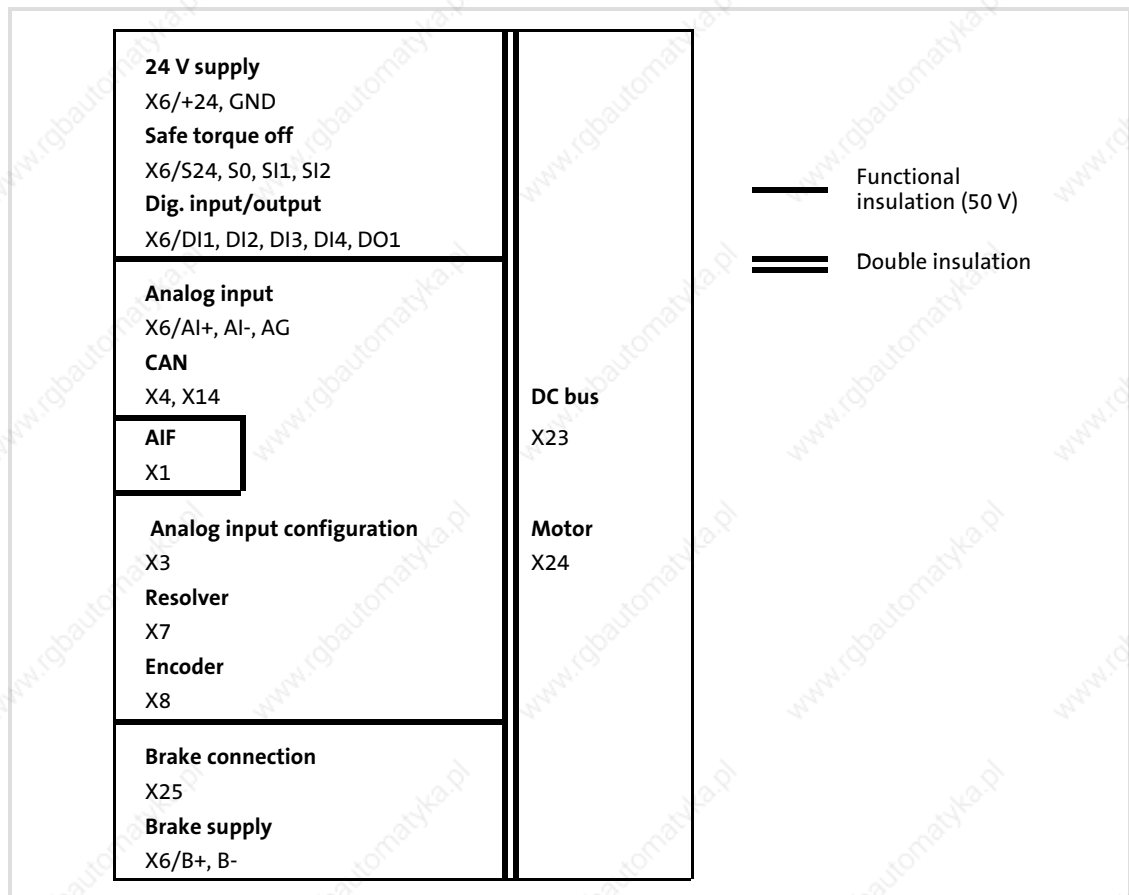 24 V supply
X6/+24, GND
Safe torque off
X6/S24, S0, SI1, SI2
Dig. input/output
X6/DI1, DI2, DI3, DI4, DO1
Analog input
X6/AI+, AI-, AG
CAN
X4, X14
AIF
X1
Analog input configuration
X3
Resolver
X7
Encoder
X8
Brake connection
X25
Brake supply
X6/B+, B-
DC bus
X23
Motor
X24
Functional
insulation (50 V)
Double insulation
www.rgbautomatyka.pl